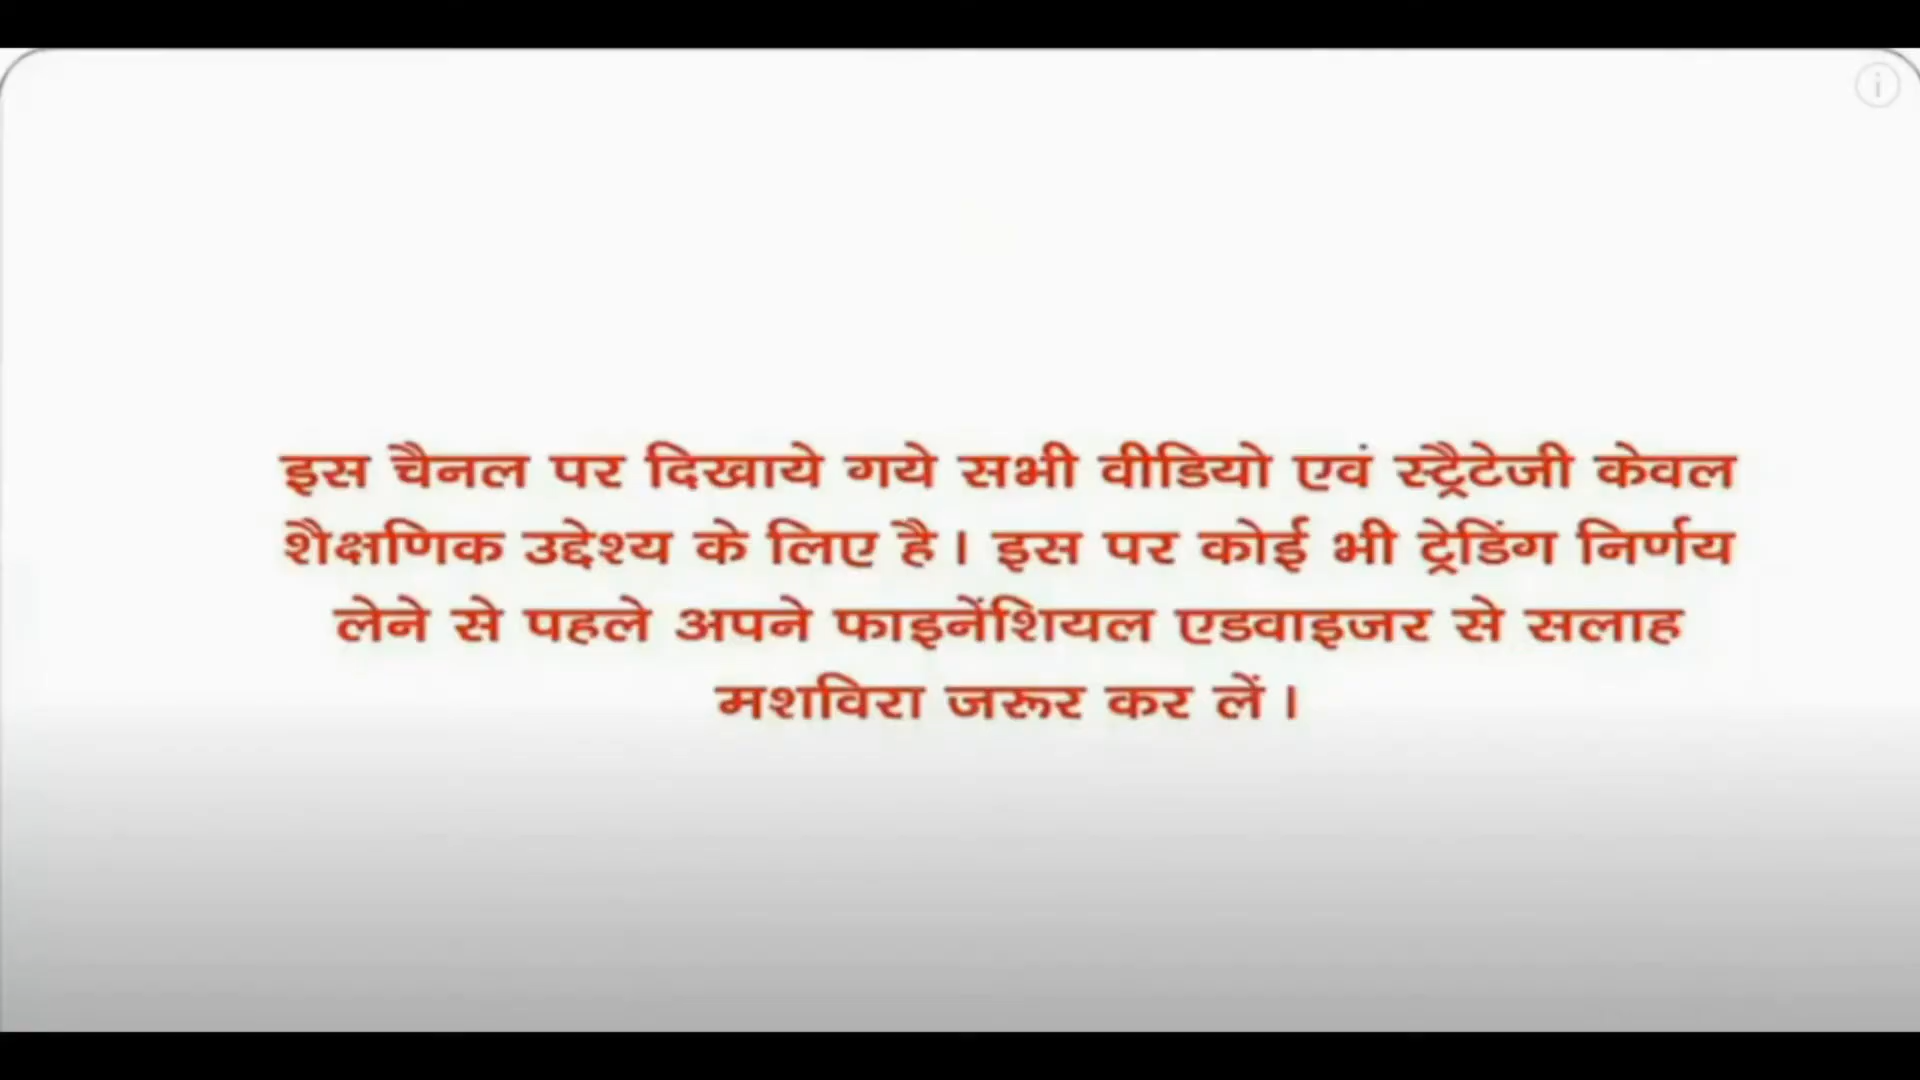 इस चैनल पर दिखाये गये सभी वीडियो एवं स्ट्रैटेजी केवल
शैक्षणिक उद्देश्य के लिए है। इस पर कोई भी ट्रेडिंग निर्णय
लेने से पहले अपने फाइनेंशियल एडवाइजर से सलाह
मशविरा जरूर कर लें।